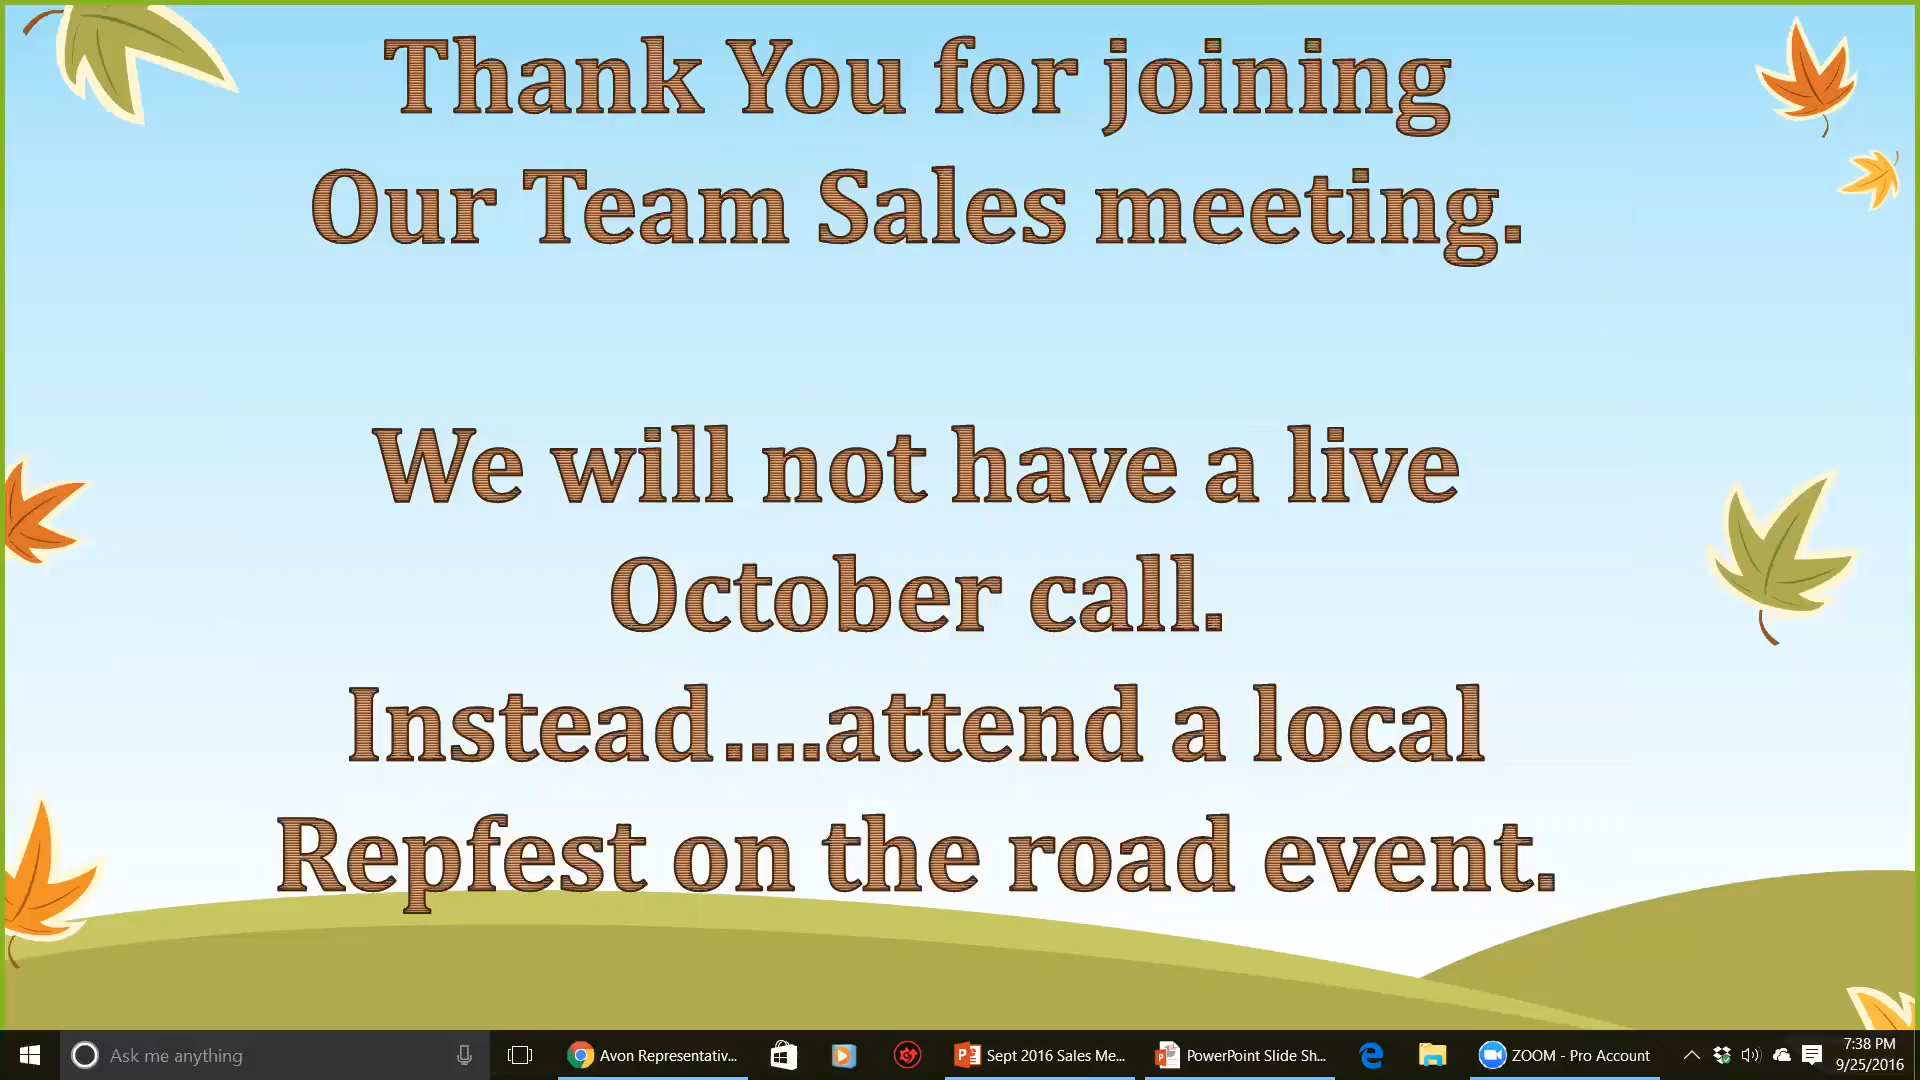 Thank You for joining
Our Team Sales meeting.
We will not have a live
October call.
Instead....attend a local
Repfest on the road event.
Ask me anything
Avon Representativ...
Sept 2016 Sales Me...
PowerPoint Slide Sh...
ZOOM - Pro Account
7:38 PM
9/25/2016